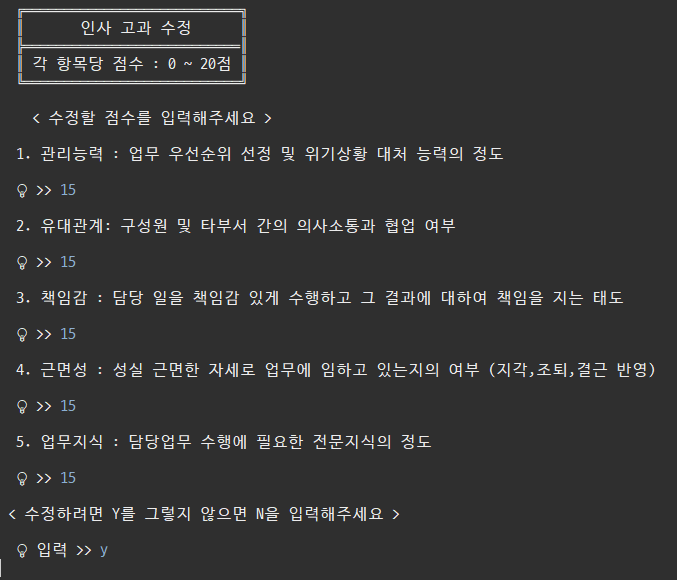 인사 고과 수정
각 항목당 점수 : 0 ~ 20점
< 수정할 점수를 입력해주세요 >
1. 관리능력 : 업무 우선순위 선정 및 위기상황 대처 능력의 정도
>> 15
2. 유대관계: 구성원 및 타부서 간의 의사소통과 협업 여부
>> 15
3. 책임감 : 담당 일을 책임감 있게 수행하고 그 결과에 대하여 책임을 지는 태도
>> 15
4. 근면성 : 성실 근면한 자세로 업무에 임하고 있는지의 여부 (지각,조퇴,결근 반영)
>> 15
5. 업무지식 : 담당업무 수행에 필요한 전문지식의 정도
>> 15
< 수정하려면 Y를 그렇지 않으면 N을 입력해주세요 >
입력 >> y